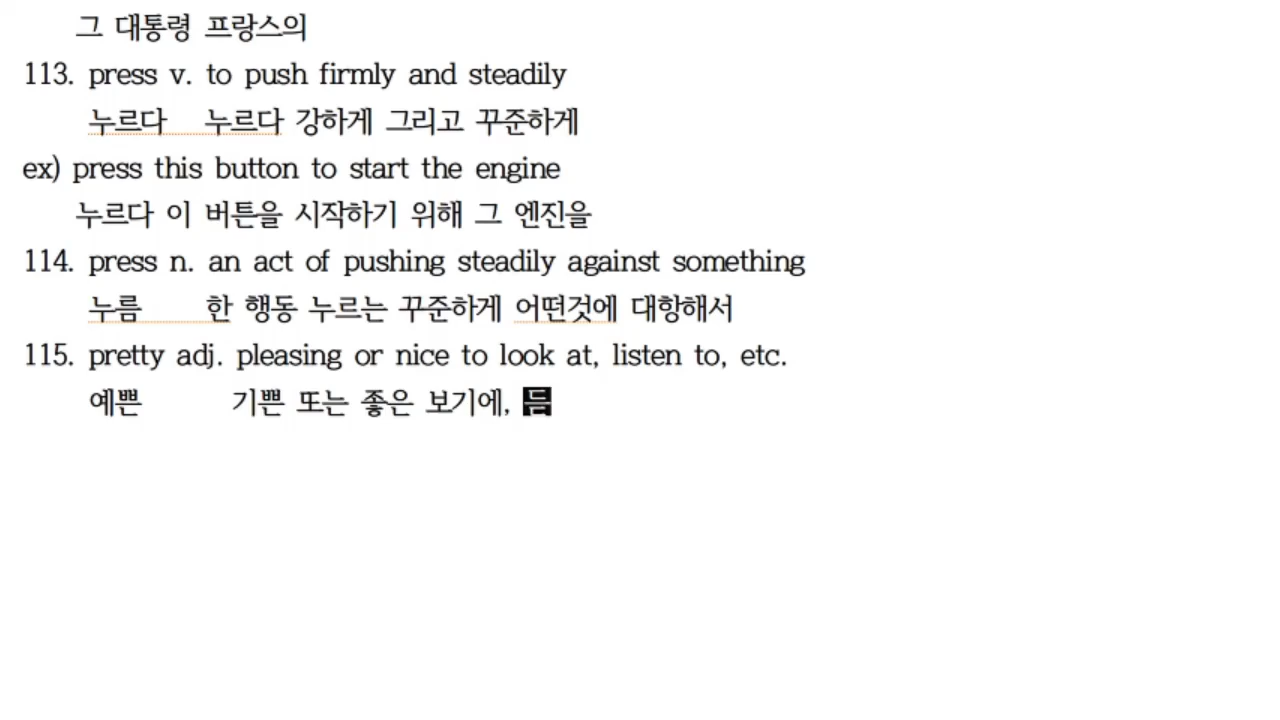 그 대통령 프랑스의
113. press v. to push firmly and steadily
누르다 누르다 강하게 그리고 꾸준하게
ex) press this button to start the engine
누르다 이 버튼을 시작하기 위해 그 엔진을
114. press n. an act of pushing steadily against something
누름 한 행동 누르는 꾸준하게 어떤것에 대항해서
115. pretty adj. pleasing or nice to look at, listen to, etc.
예쁜 기쁜 또는 좋은 보기에, 듬